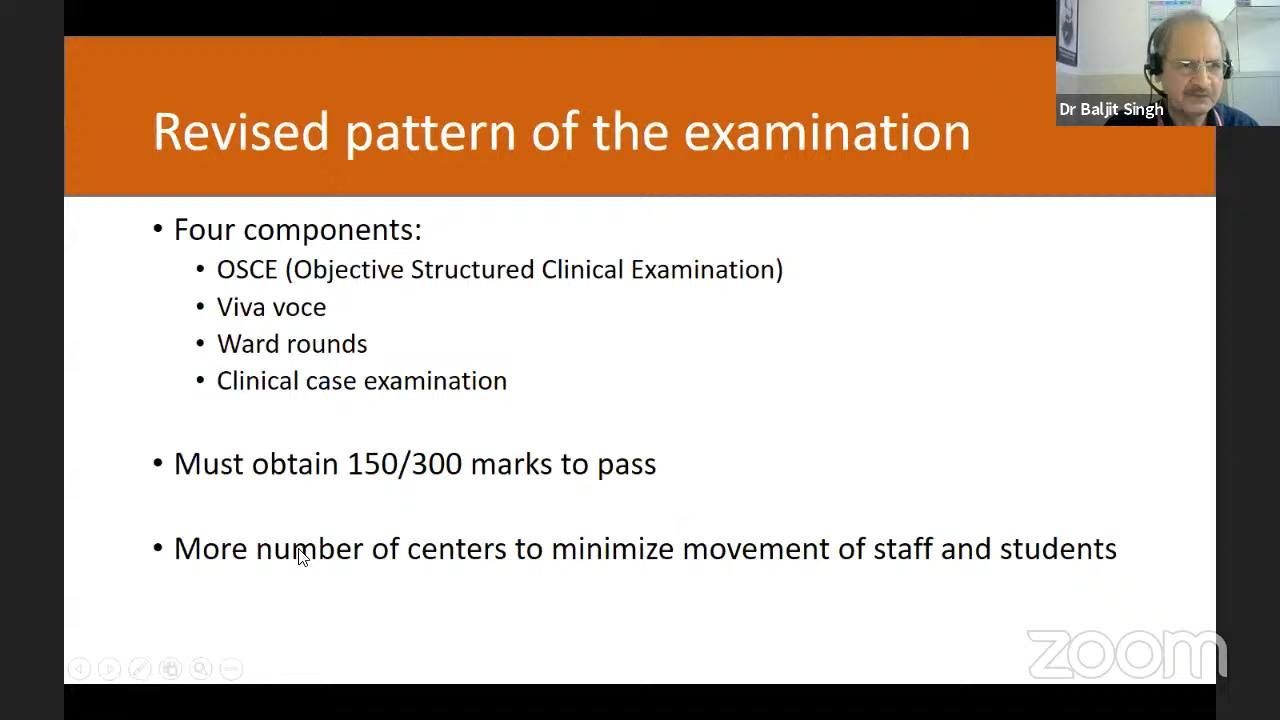 Dr Baljit Singh
Revised pattern of the examination
• Four components:
• OSCE (Objective Structured Clinical Examination)
• Viva voce
• Ward rounds
• Clinical case examination
• Must obtain 150/300 marks to pass
• More number of centers to minimize movement of staff and students
zoom